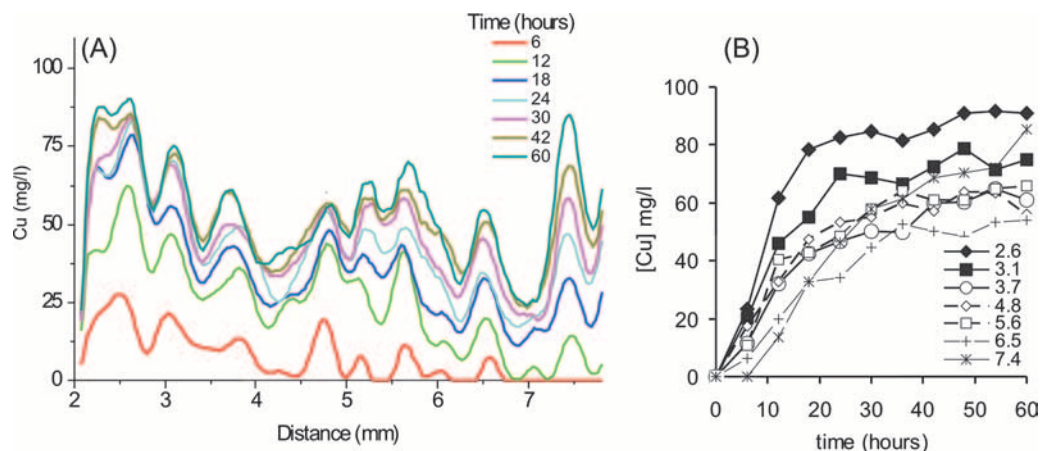 (A)
Time (hours)
6
12
18
24
30
42
60
100
75
50
25
0
Cu (mg/l)
2 3 4 5 6 7
Distance (mm)
(B)
100
80
60
40
20
0
[Cu] mg/l
2.6
3.1
3.7
4.8
5.6
6.5
7.4
0 10 20 30 40 50 60
time (hours)